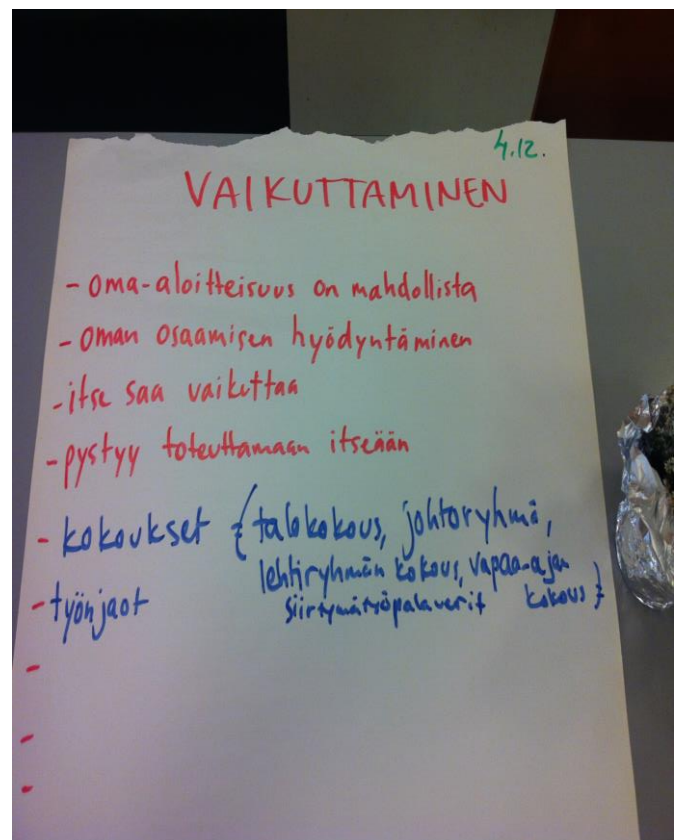 4.12.
VAIKUTTAMINEN
- oma-aloitteisuus on mahdollista
- oman osaamisen hyödyntäminen
- itse saa vaikuttaa
- pystyy toteuttamaan itseään
- kokoukset { talokokous, johtoryhmä,
lehtiryhmän kokous, vapaa-ajan
siirtymätyöpalaverit kokous }
- työnjaot
-
-
-